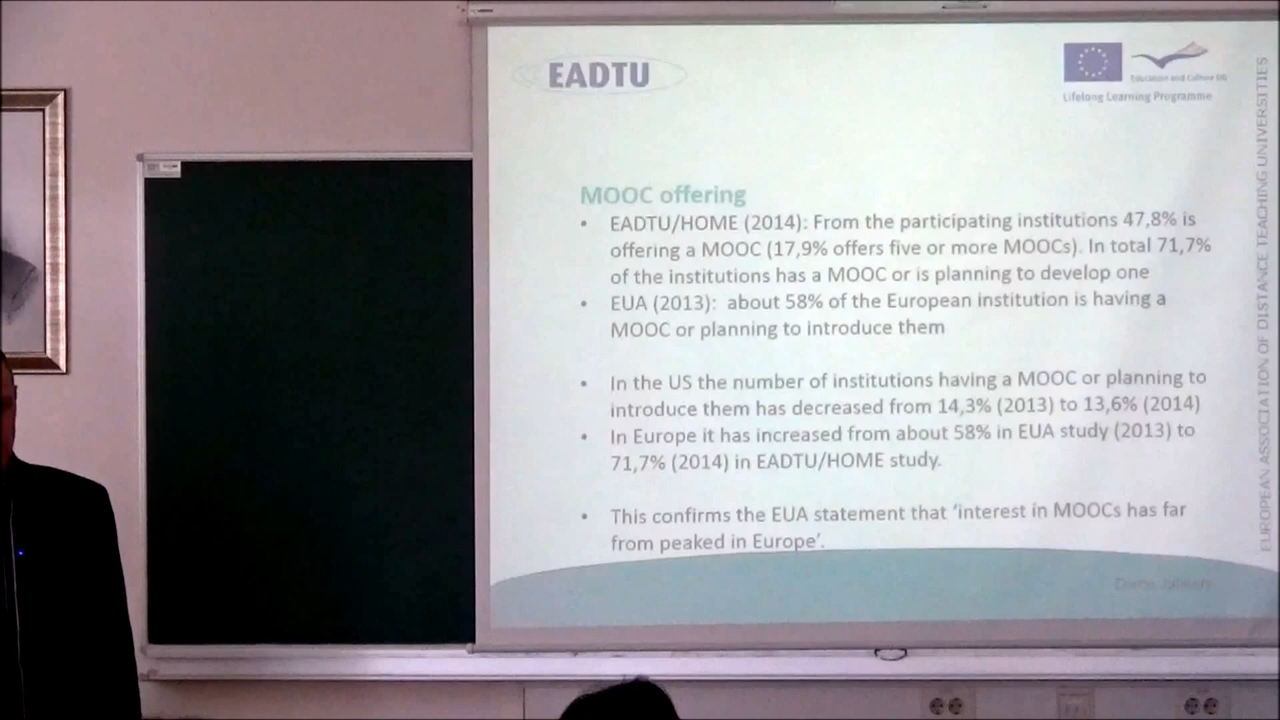 EADTU
Education and Culture DG
Lifelong Learning Programme
EUROPEAN ASSOCIATION OF DISTANCE TEACHING UNIVERSITIES
MOOC offering
• EADTU/HOME (2014): From the participating institutions 47,8% is
offering a MOOC (17,9% offers five or more MOOCs). In total 71,7%
of the institutions has a MOOC or is planning to develop one
• EUA (2013): about 58% of the European institution is having a
MOOC or planning to introduce them
• In the US the number of institutions having a MOOC or planning to
introduce them has decreased from 14,3% (2013) to 13,6% (2014)
• In Europe it has increased from about 58% in EUA study (2013) to
71,7% (2014) in EADTU/HOME study.
• This confirms the EUA statement that ‘interest in MOOCs has far
from peaked in Europe’.